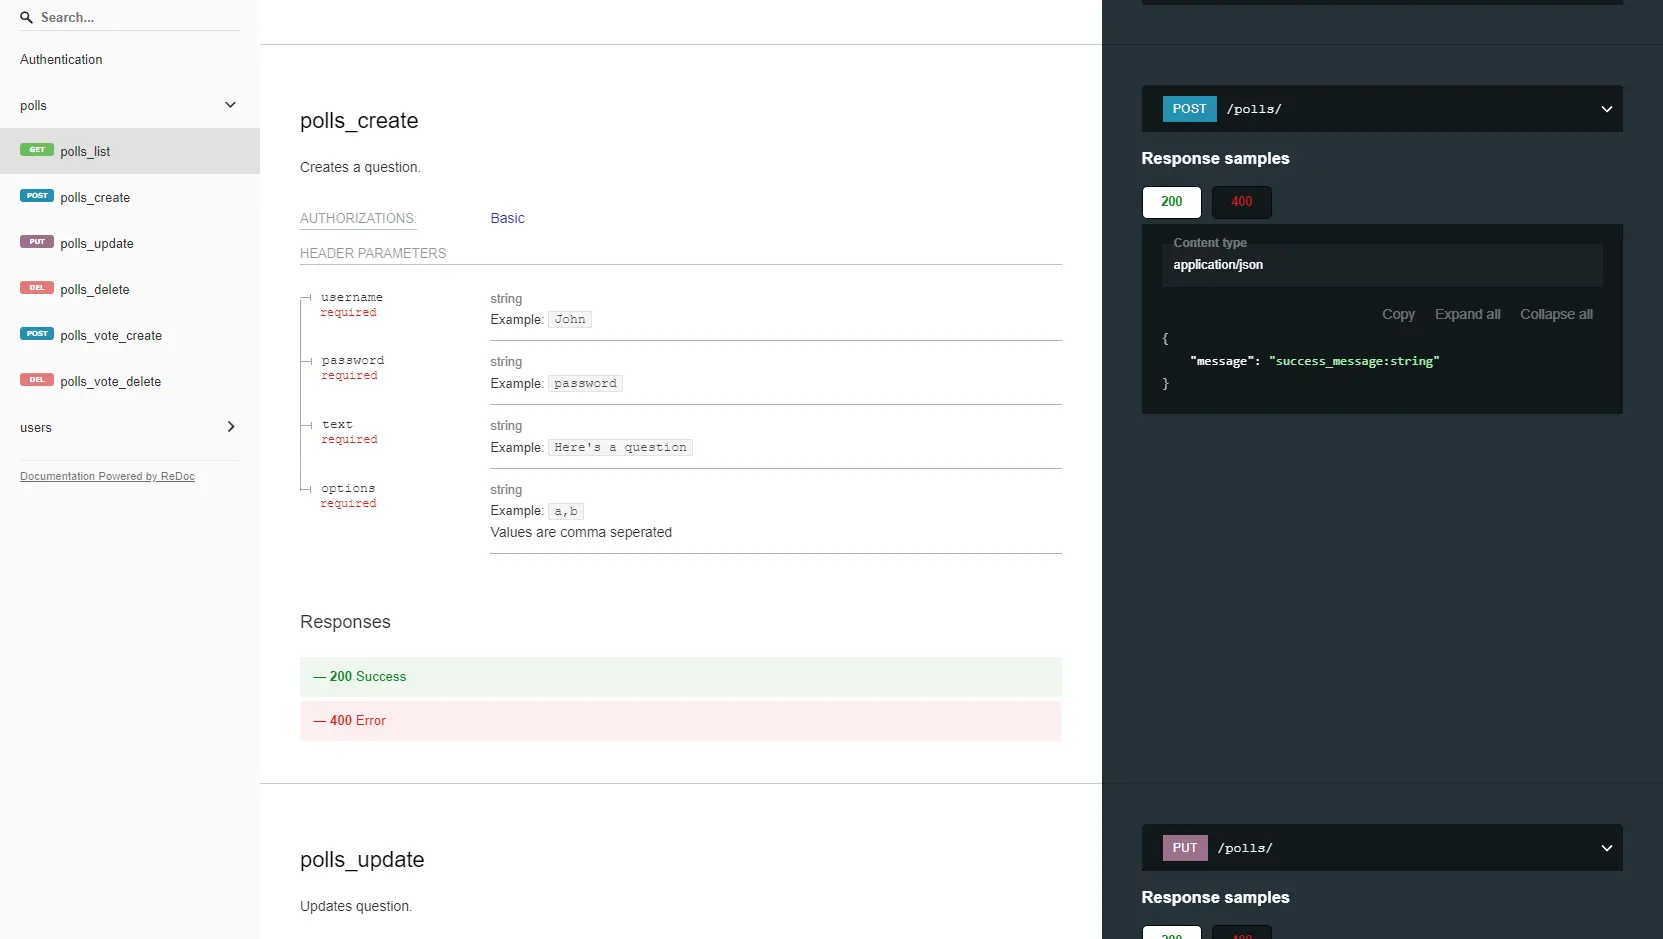 Search...
Authentication
polls
GET polls_list
POST polls_create
PUT polls_update
DEL polls_delete
POST polls_vote_create
DEL polls_vote_delete
users
Documentation Powered by ReDoc
polls_create
Creates a question.
AUTHORIZATIONS: Basic
HEADER PARAMETERS
username string
required Example: John
password string
required Example: password
text string
required Example: Here's a question
options string
required Example: a,b
Values are comma seperated
Responses
— 200 Success
— 400 Error
polls_update
Updates question.
POST /polls/
Response samples
200 400
Content type
application/json
Copy Expand all Collapse all
{
"message": "success_message:string"
}
PUT /polls/
Response samples
200 400